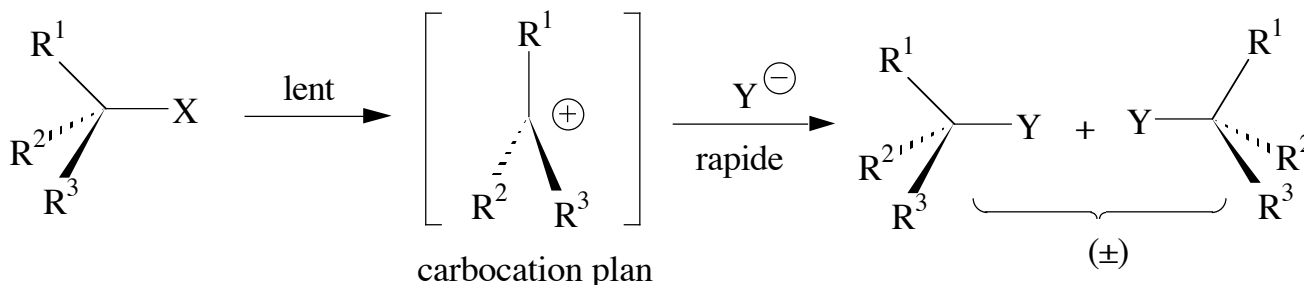 R¹
R²
R³
X
lent
R¹
⊕
R²
R³
carbocation plan
Y⊖
rapide
R¹
R²
R³
Y
+
Y
R¹
R²
R³
(±)